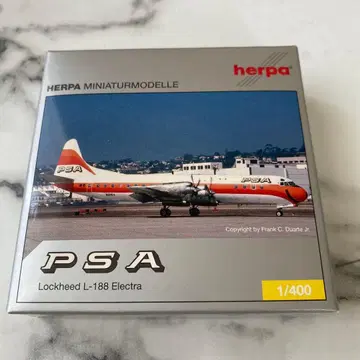 herpa
HERPA MINIATURMODELLE
PSA
PSA
Copyright by Frank C. Duarte Jr.
PSA
Lockheed L-188 Electra
1/400